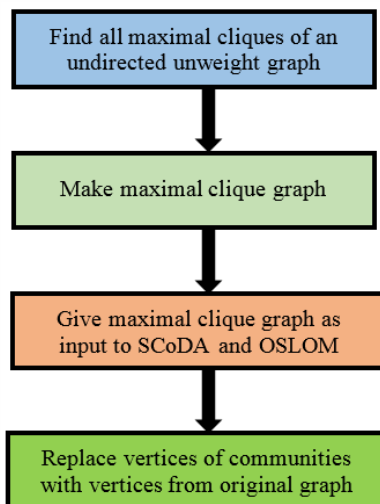 Find all maximal cliques of an
undirected unweight graph
Make maximal clique graph
Give maximal clique graph as
input to SCoDA and OSLOM
Replace vertices of communities
with vertices from original graph